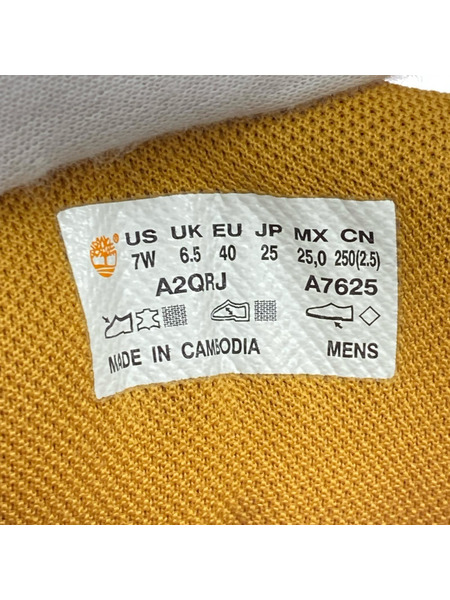 US UK EU JP MX CN
7W 6.5 40 25 25,0 250(2.5)
A2QRJ A7625
MADE IN CAMBODIA MENS